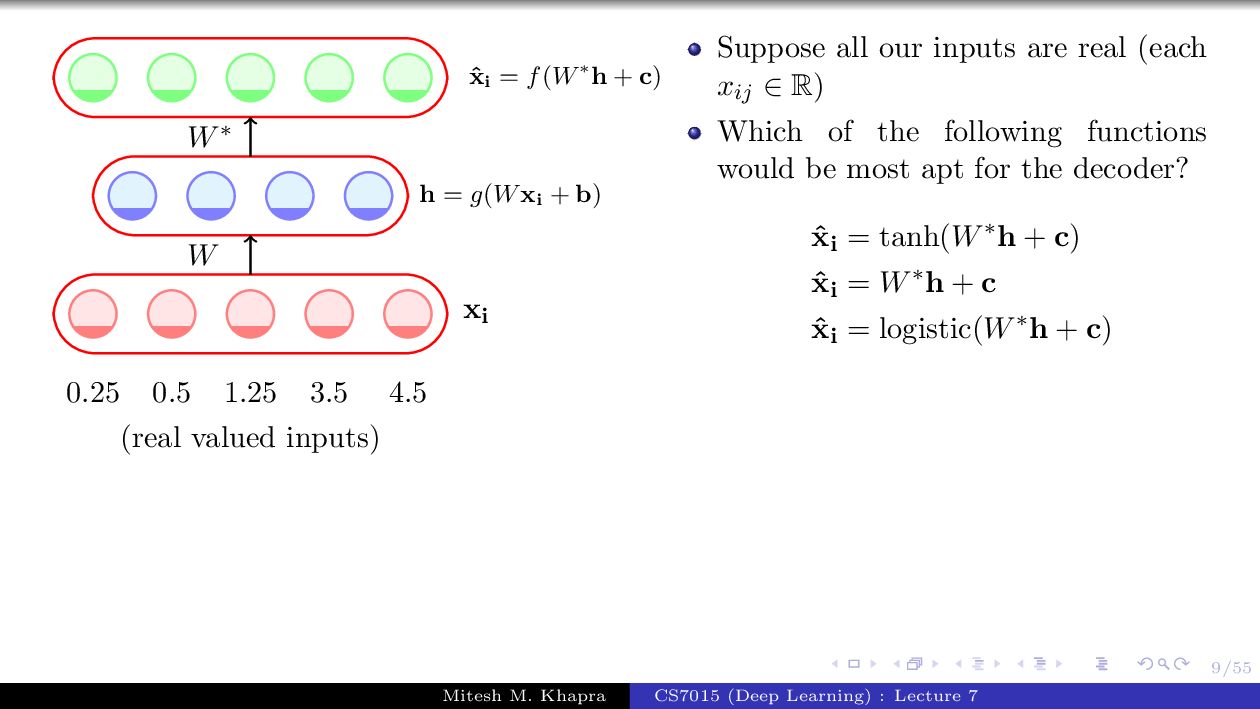 x̂ᵢ = f(W*h + c)
W*
h = g(Wxᵢ + b)
W
xᵢ
0.25 0.5 1.25 3.5 4.5
(real valued inputs)
Suppose all our inputs are real (each
xᵢⱼ ∈ ℝ)
Which of the following functions
would be most apt for the decoder?
x̂ᵢ = tanh(W*h + c)
x̂ᵢ = W*h + c
x̂ᵢ = logistic(W*h + c)
9/55
Mitesh M. Khapra
CS7015 (Deep Learning) : Lecture 7